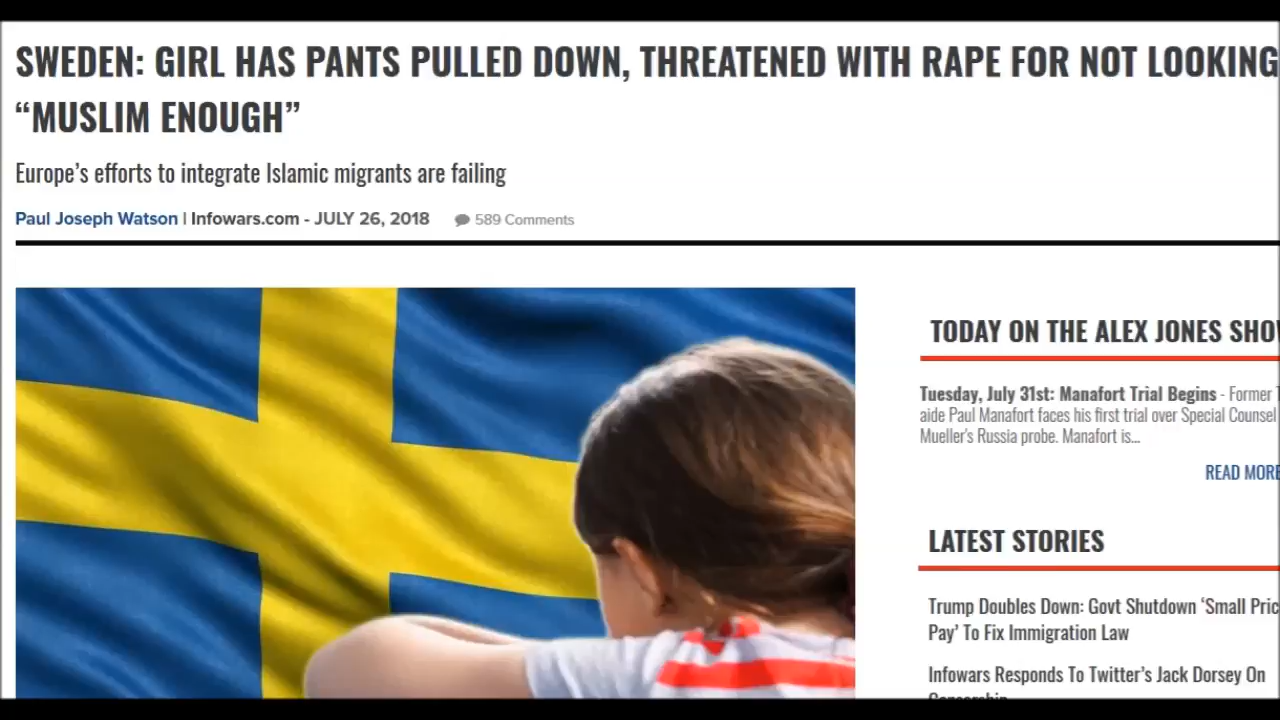 SWEDEN: GIRL HAS PANTS PULLED DOWN, THREATENED WITH RAPE FOR NOT LOOKING
“MUSLIM ENOUGH”
Europe’s efforts to integrate Islamic migrants are failing
Paul Joseph Watson | Infowars.com - JULY 26, 2018 589 Comments
TODAY ON THE ALEX JONES SHO
Tuesday, July 31st: Manafort Trial Begins - Former
aide Paul Manafort faces his first trial over Special Counsel
Mueller's Russia probe. Manafort is...
READ MORE
LATEST STORIES
Trump Doubles Down: Govt Shutdown ‘Small Pric
Pay’ To Fix Immigration Law
Infowars Responds To Twitter’s Jack Dorsey On